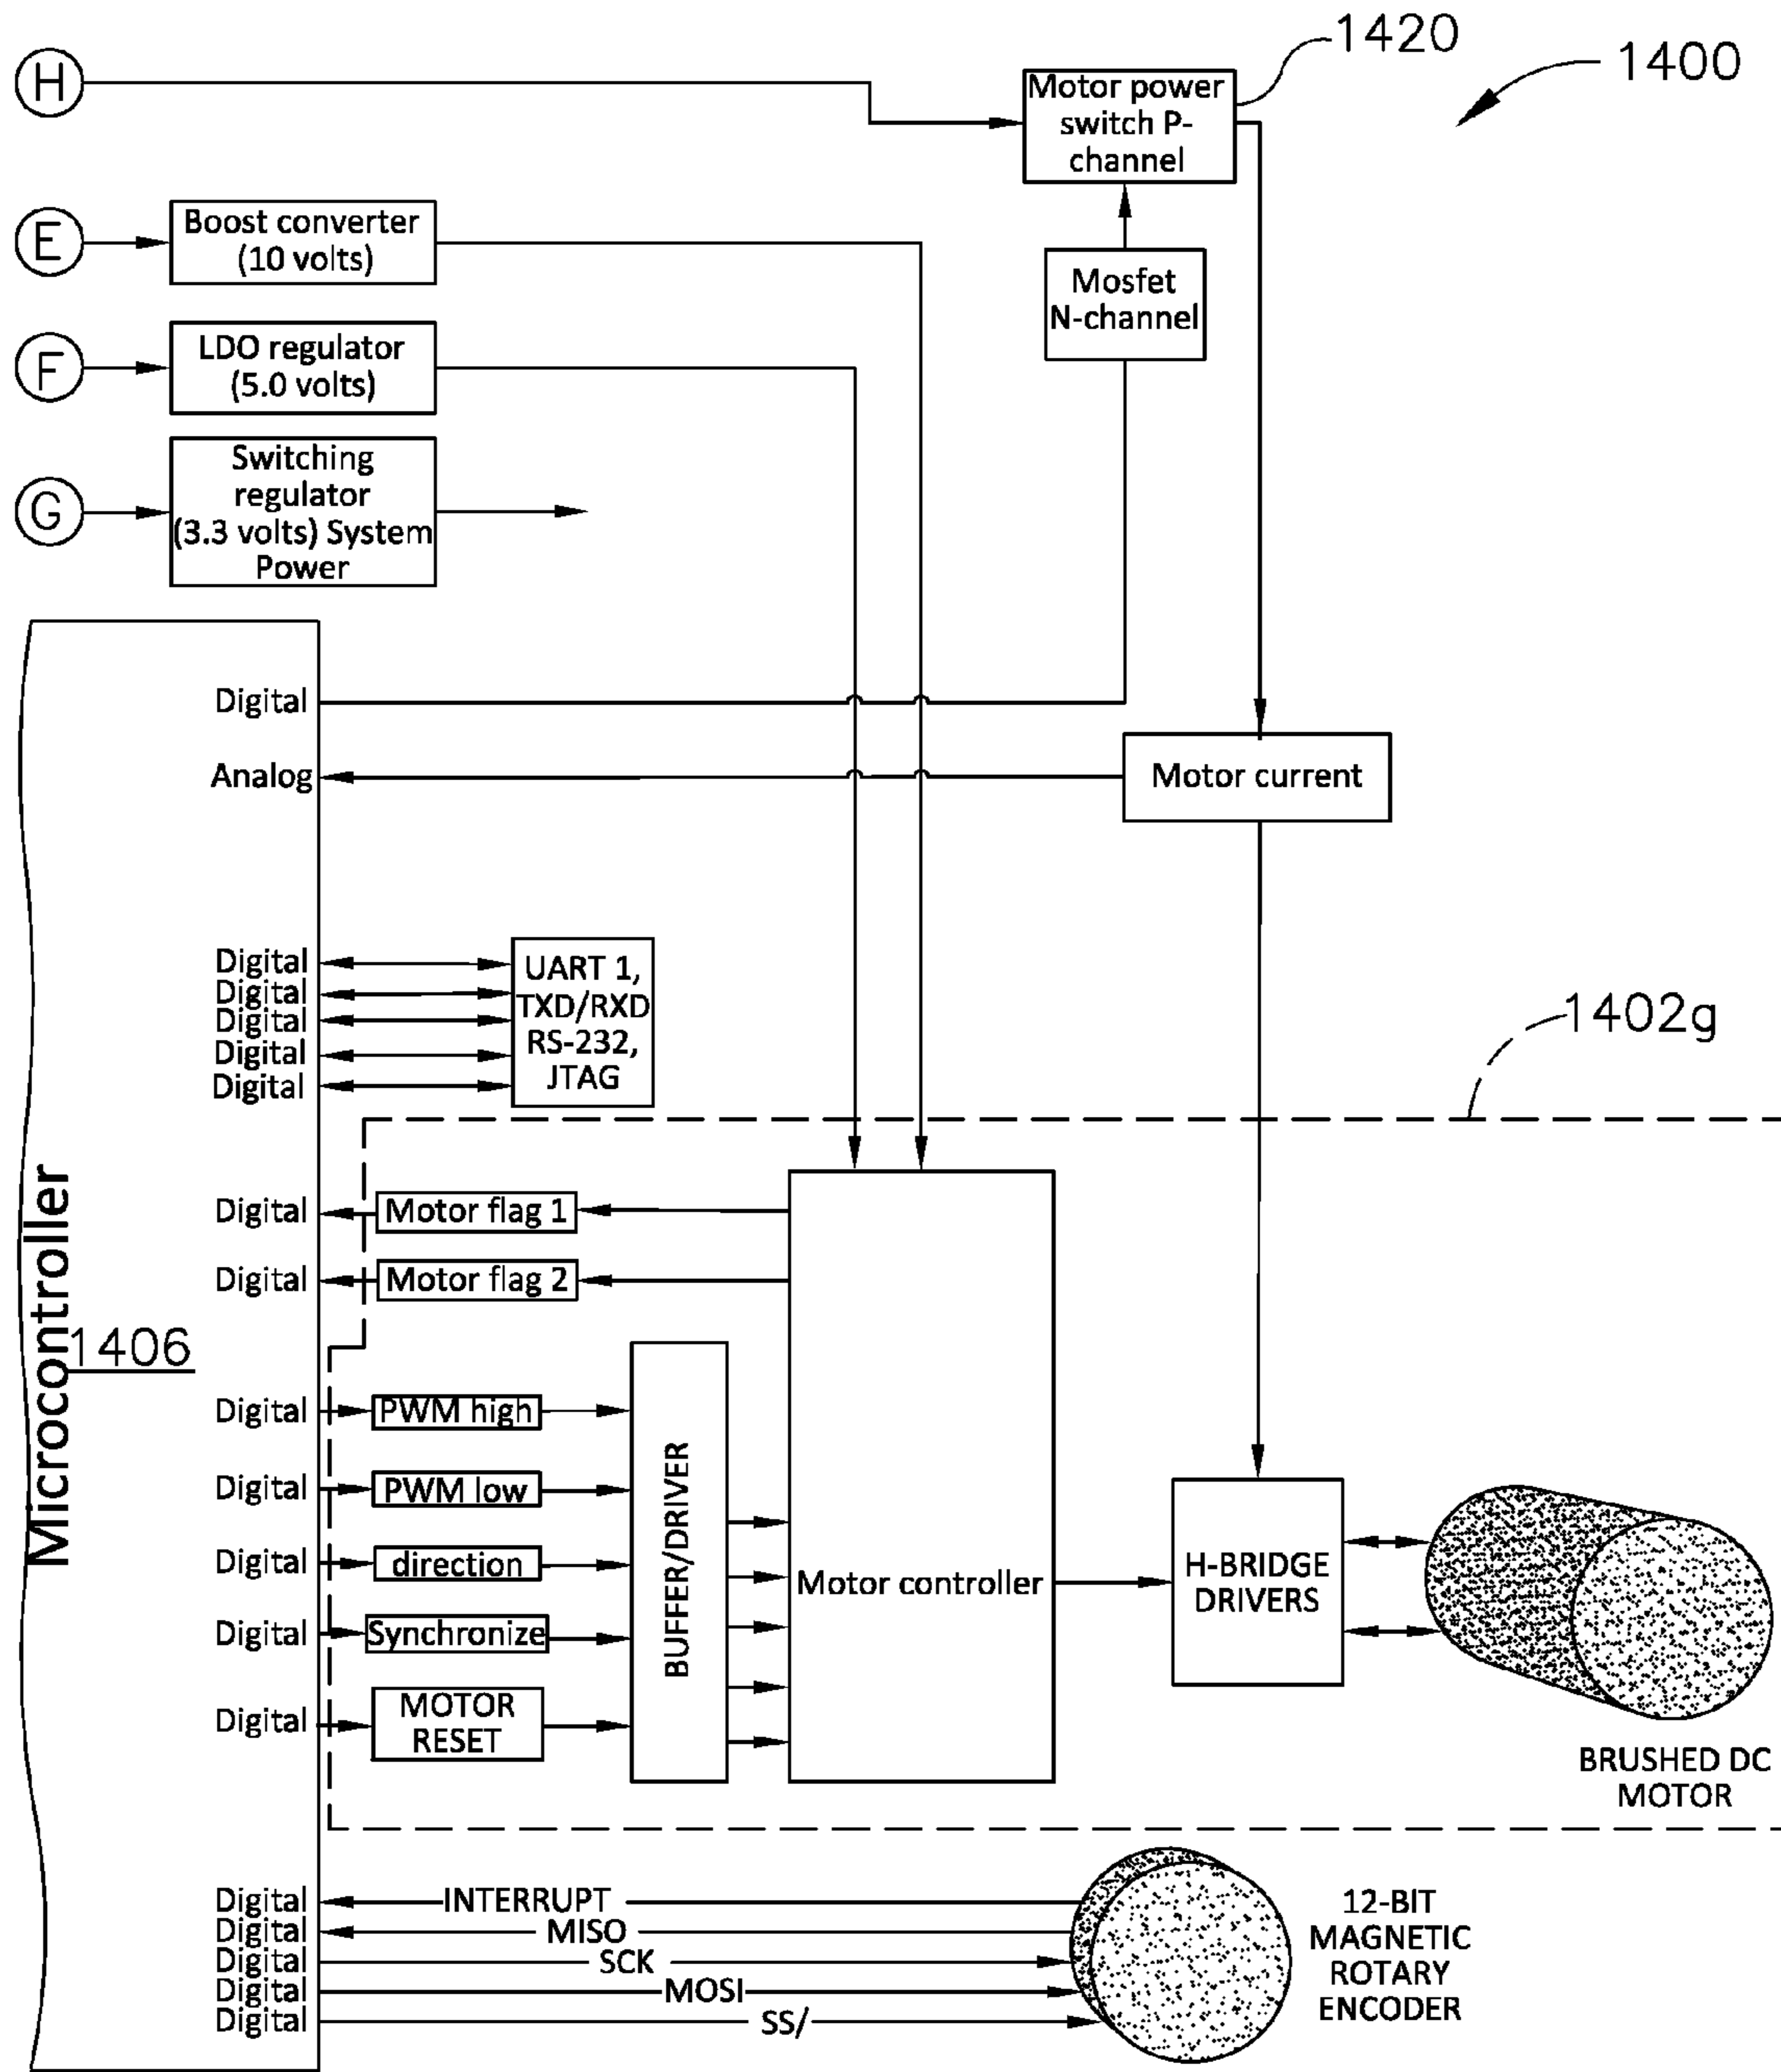 1420
1400
H
Motor power
switch P-
channel
E
Boost converter
(10 volts)
Mosfet
N-channel
F
LDO regulator
(5.0 volts)
G
Switching
regulator
(3.3 volts) System
Power
Digital
Analog
Motor current
Digital
Digital
Digital
Digital
Digital
UART 1,
TXD/RXD
RS-232,
JTAG
1402g
Microcontroller
1406
Digital
Motor flag 1
Digital
Motor flag 2
Digital
PWM high
Digital
PWM low
Digital
direction
Digital
Synchronize
Digital
MOTOR
RESET
BUFFER/DRIVER
Motor controller
H-BRIDGE
DRIVERS
BRUSHED DC
MOTOR
Digital
INTERRUPT
Digital
MISO
Digital
SCK
Digital
MOSI
Digital
SS/
12-BIT
MAGNETIC
ROTARY
ENCODER